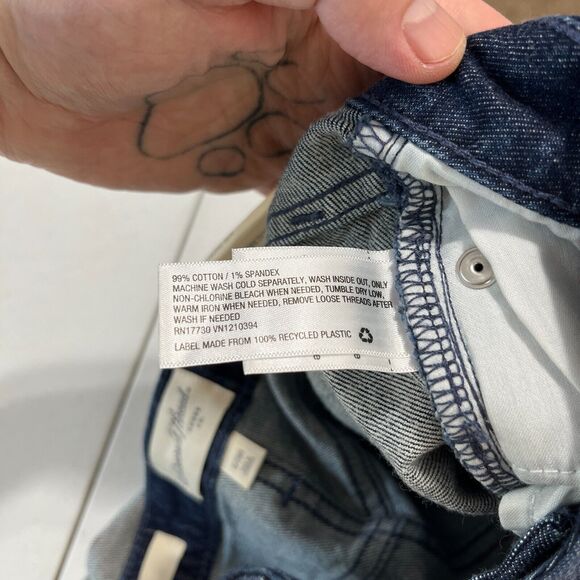 99% COTTON / 1% SPANDEX
MACHINE WASH COLD SEPARATELY, WASH INSIDE OUT, ONLY
NON-CHLORINE BLEACH WHEN NEEDED, TUMBLE DRY LOW,
WARM IRON WHEN NEEDED, REMOVE LOOSE THREADS AFTER
WASH IF NEEDED
RN17730 VN1210394
LABEL MADE FROM 100% RECYCLED PLASTIC